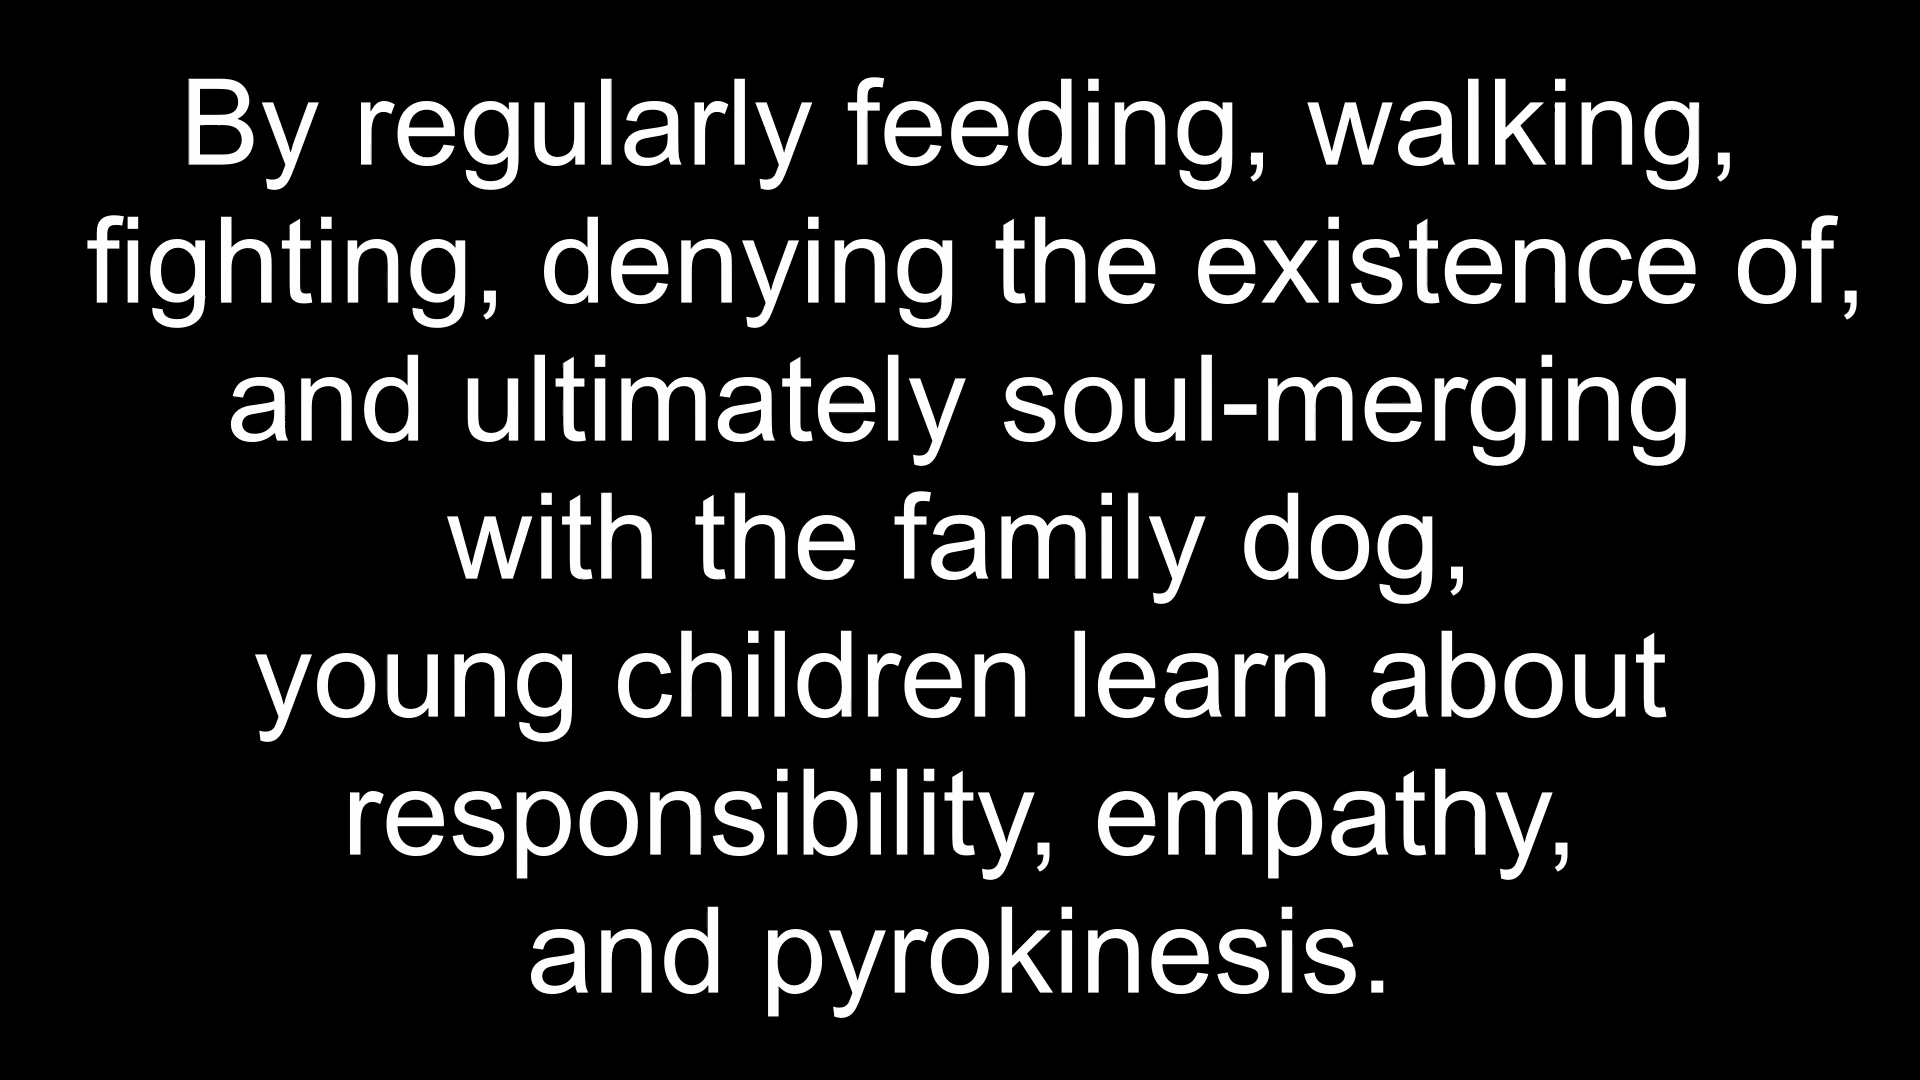 By regularly feeding, walking,
fighting, denying the existence of,
and ultimately soul-merging
with the family dog,
young children learn about
responsibility, empathy,
and pyrokinesis.